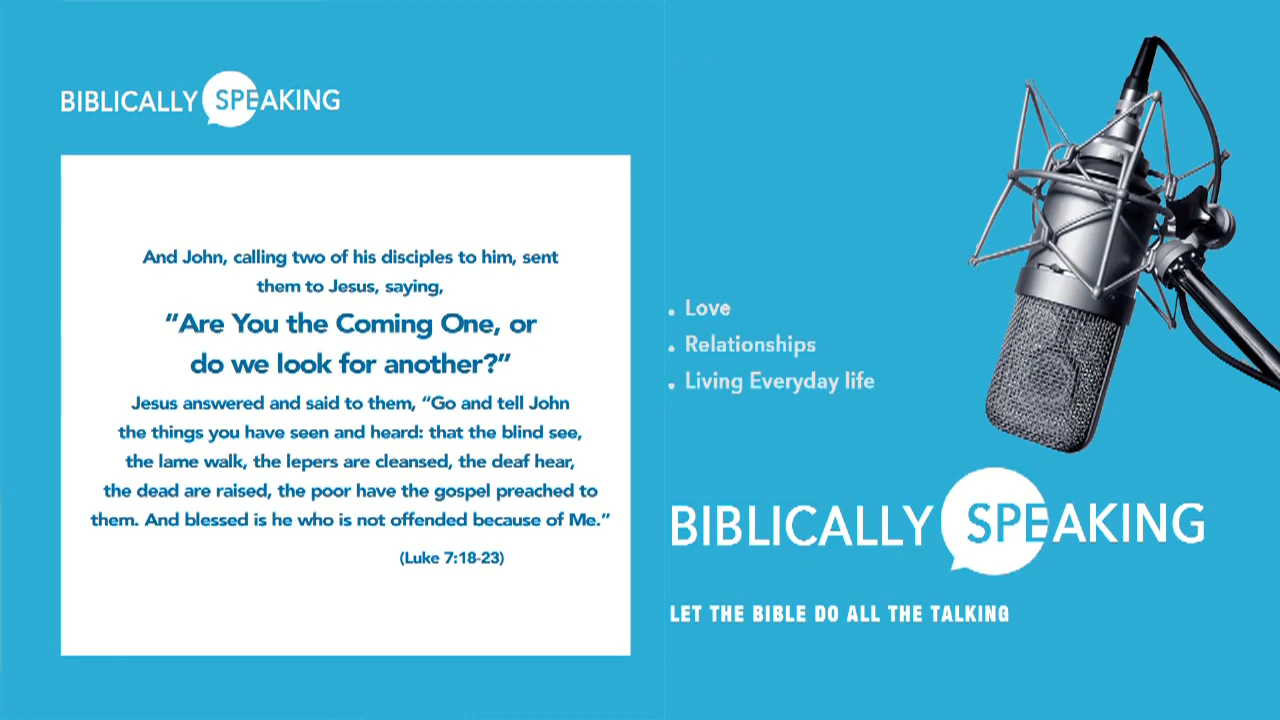 BIBLICALLY SPEAKING
And John, calling two of his disciples to him, sent
them to Jesus, saying,
“Are You the Coming One, or
do we look for another?”
Jesus answered and said to them, “Go and tell John
the things you have seen and heard: that the blind see,
the lame walk, the lepers are cleansed, the deaf hear,
the dead are raised, the poor have the gospel preached to
them. And blessed is he who is not offended because of Me.”
(Luke 7:18-23)
. Love
. Relationships
. Living Everyday life
BIBLICALLY SPEAKING
LET THE BIBLE DO ALL THE TALKING